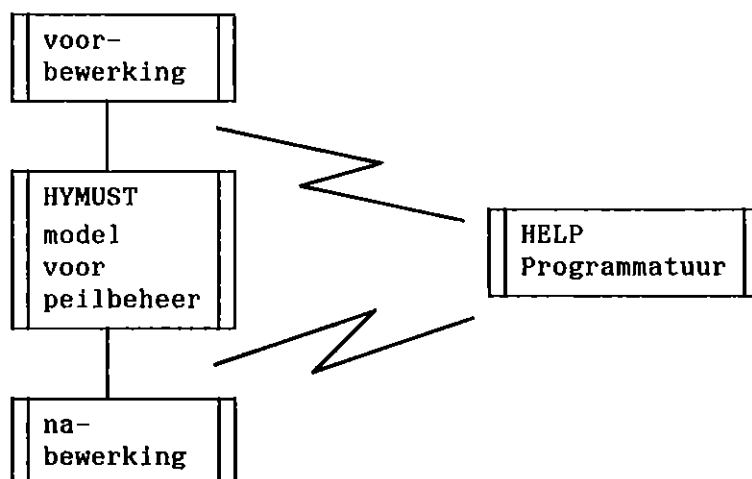 voor-
bewerking
HYMUST
model
voor
peilbeheer
HELP
Programmatuur
na-
bewerking